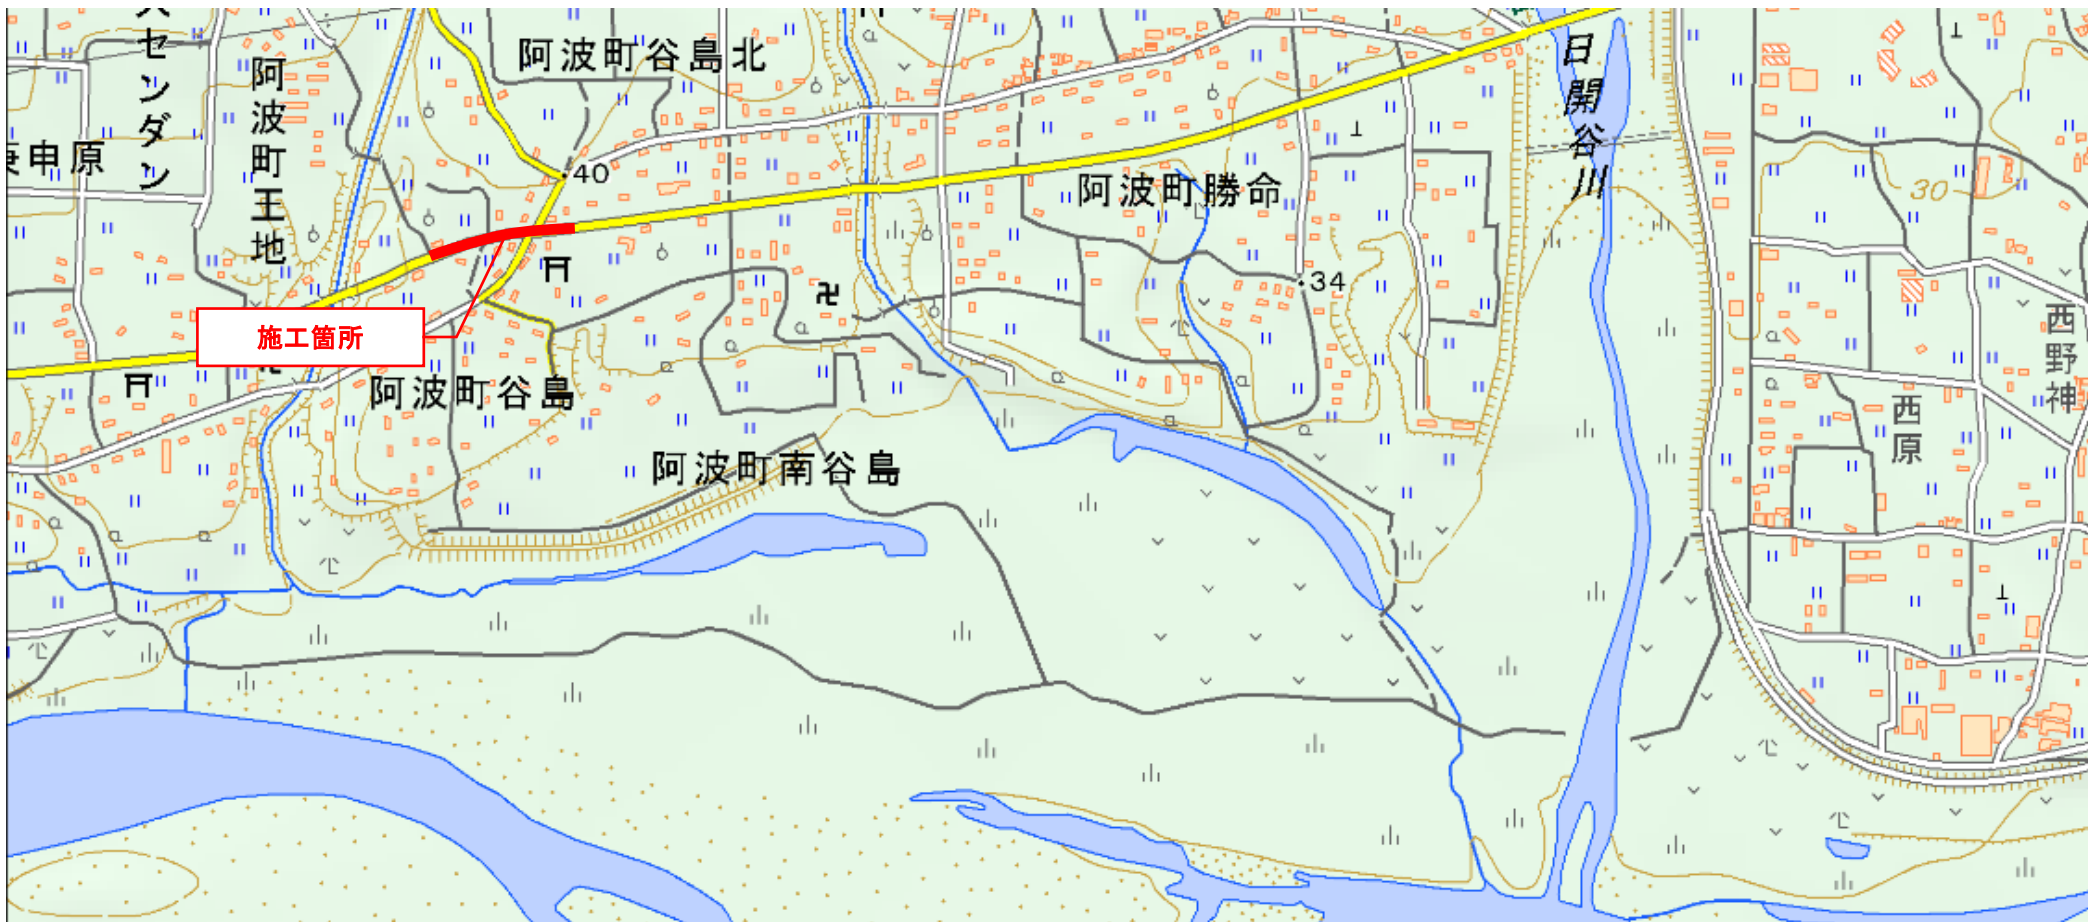 センダン
阿波町谷島北
日開谷川
阿波町王地
申原
40
阿波町勝命
30
34
施工箇所
西野神
阿波町谷島
西原
阿波町南谷島